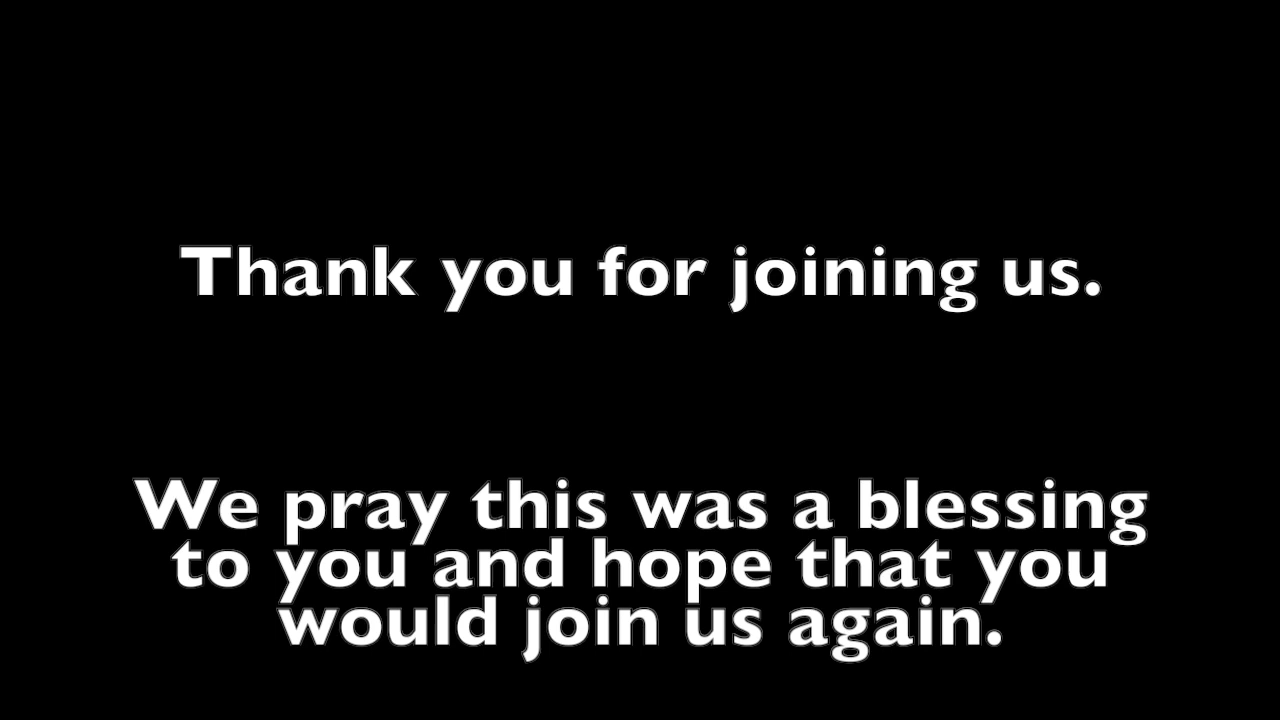 Thank you for joining us.
We pray this was a blessing
to you and hope that you
would join us again.